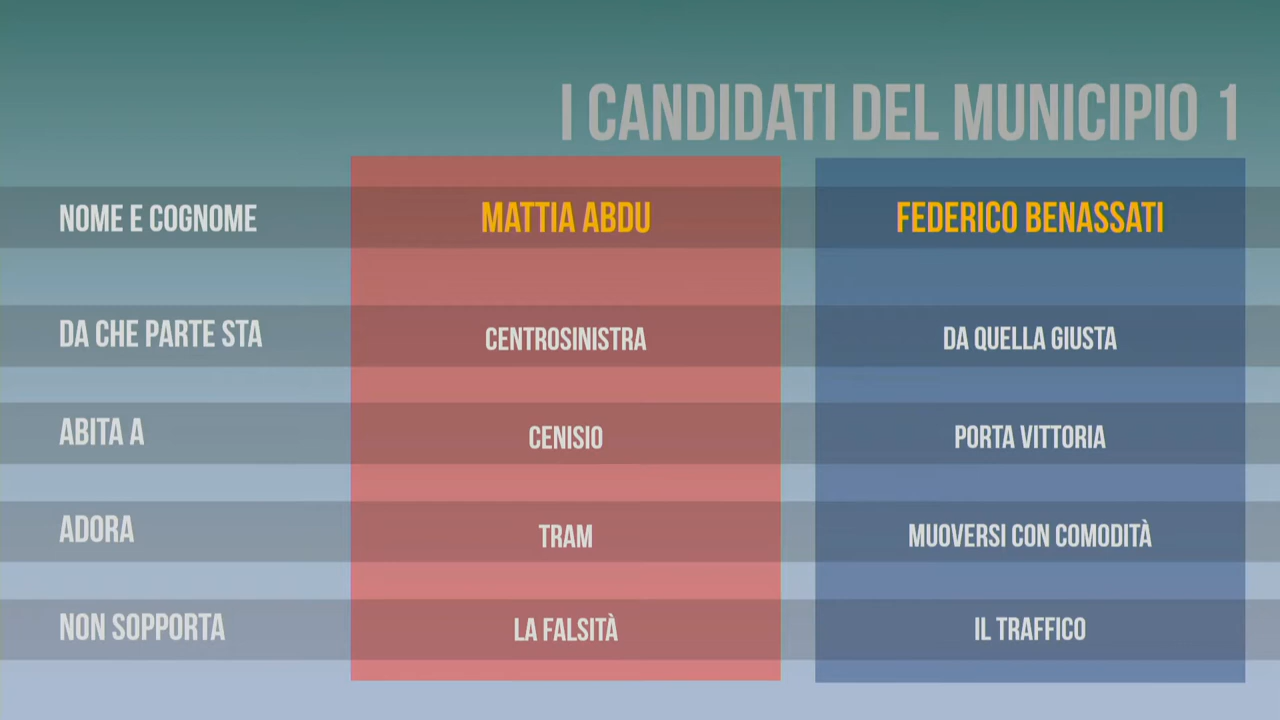 I CANDIDATI DEL MUNICIPIO 1
NOME E COGNOME MATTIA ABDU FEDERICO BENASSATI
DA CHE PARTE STA CENTROSINISTRA DA QUELLA GIUSTA
ABITA A CENISIO PORTA VITTORIA
ADORA TRAM MUOVERSI CON COMODITÀ
NON SOPPORTA LA FALSITÀ IL TRAFFICO